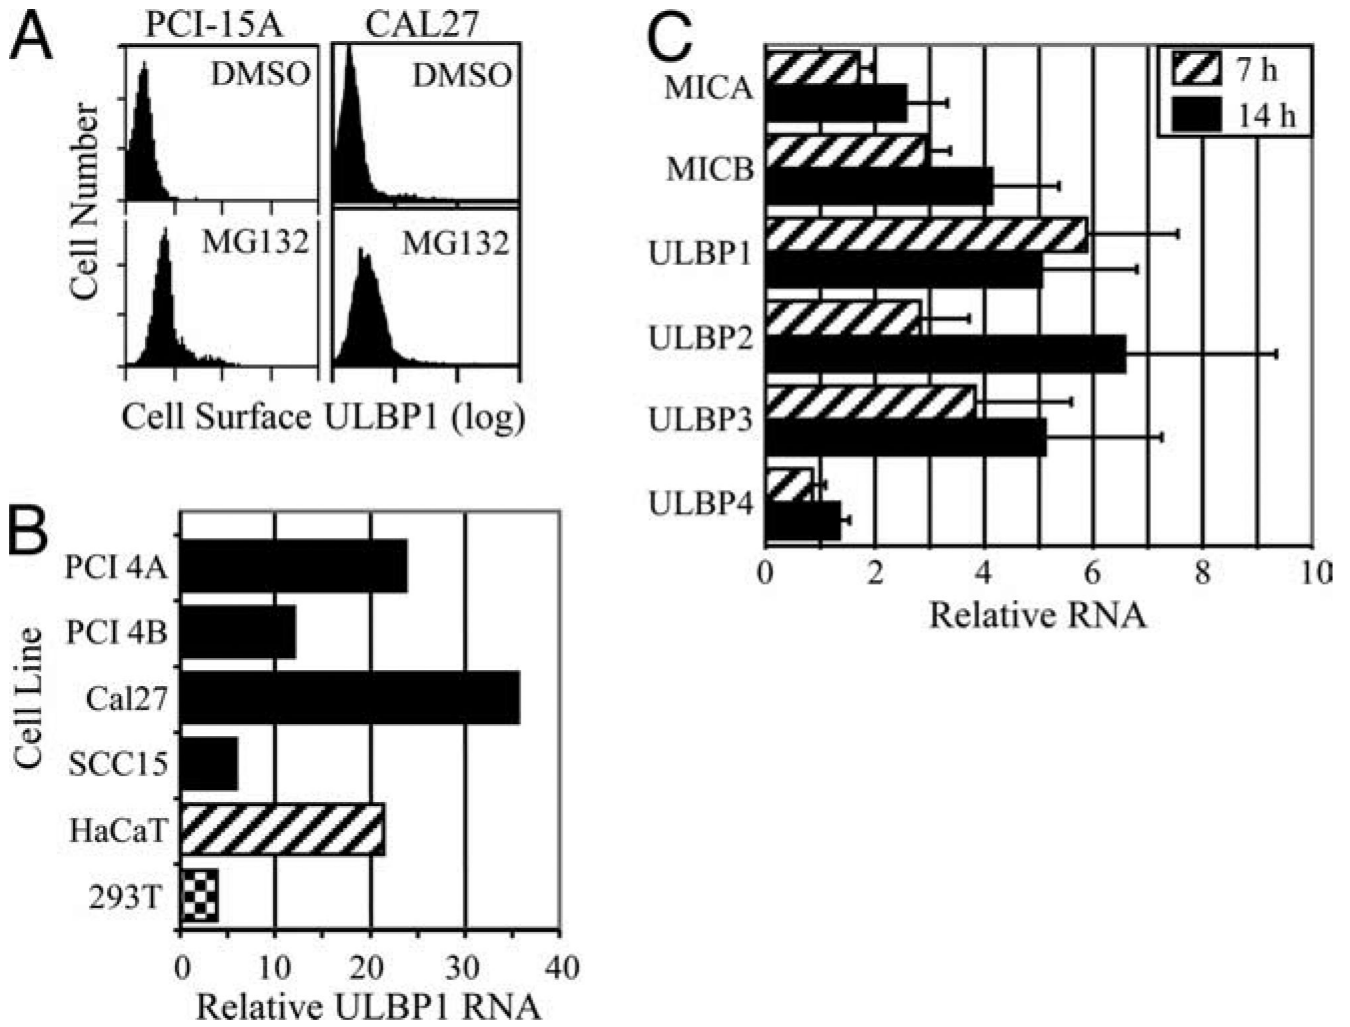 A
PCI-15A CAL27
DMSO DMSO
MG132 MG132
Cell Number
Cell Surface ULBP1 (log)
B
PCI 4A
PCI 4B
Cal27
SCC15
HaCaT
293T
Cell Line
0 10 20 30 40
Relative ULBP1 RNA
C
7 h
14 h
MICA
MICB
ULBP1
ULBP2
ULBP3
ULBP4
0 2 4 6 8 10
Relative RNA